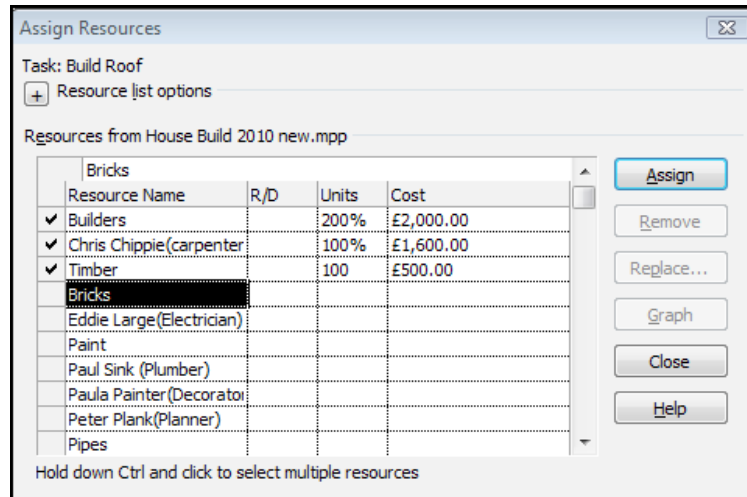 Assign Resources
Task: Build Roof
+ Resource list options
Resources from House Build 2010 new.mpp
Bricks
Resource Name R/D Units Cost
Builders 200% £2,000.00
Chris Chippie(carpenter 100% £1,600.00
Timber 100 £500.00
Bricks
Eddie Large(Electrician)
Paint
Paul Sink (Plumber)
Paula Painter(Decorator
Peter Plank(Planner)
Pipes
Assign
Remove
Replace...
Graph
Close
Help
Hold down Ctrl and click to select multiple resources